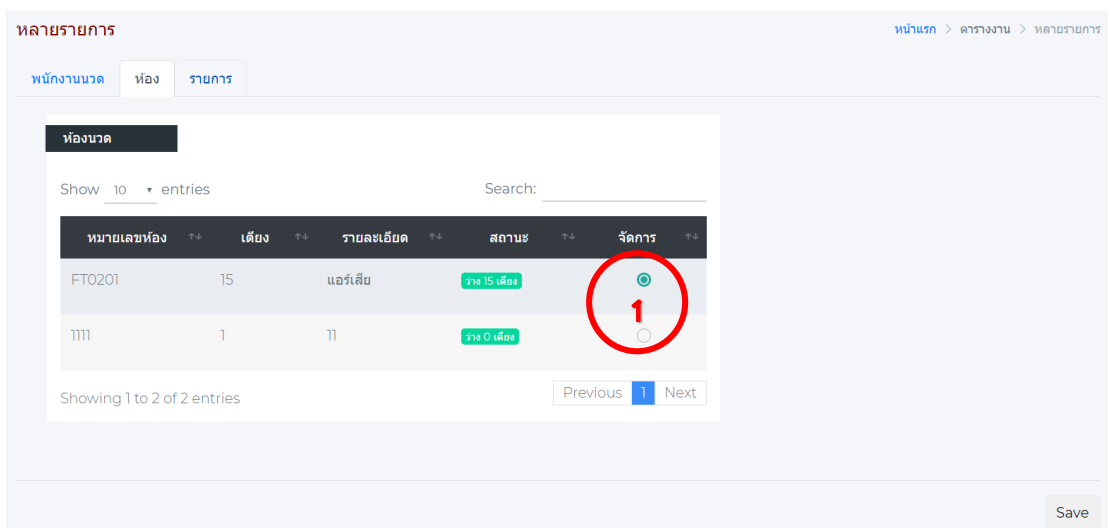 หลายรายการ
หน้าแรก > ตารางงาน > หลายรายการ
พนักงานนวด ห้อง รายการ
ห้องนวด
Show 10 entries Search:
หมายเลขห้อง เตียง รายละเอียด สถานะ จัดการ
FT0201 15 แอร์เสีย ว่าง 15 เตียง
1
1111 1 11 ว่าง 0 เตียง
Showing 1 to 2 of 2 entries Previous 1 Next
Save